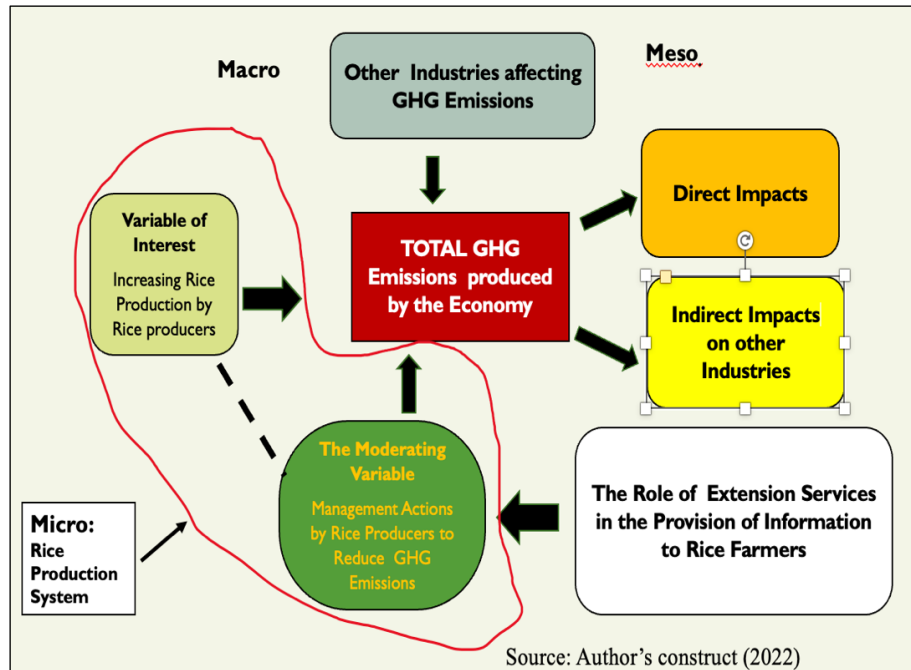 Macro
Other Industries affecting
GHG Emissions
Meso
Variable of
Interest
Increasing Rice
Production by
Rice producers
TOTAL GHG
Emissions produced
by the Economy
Direct Impacts
Indirect Impacts
on other
Industries
The Moderating
Variable
Management Actions
by Rice Producers to
Reduce GHG
Emissions
The Role of Extension Services
in the Provision of Information
to Rice Farmers
Micro:
Rice
Production
System
Source: Author's construct (2022)